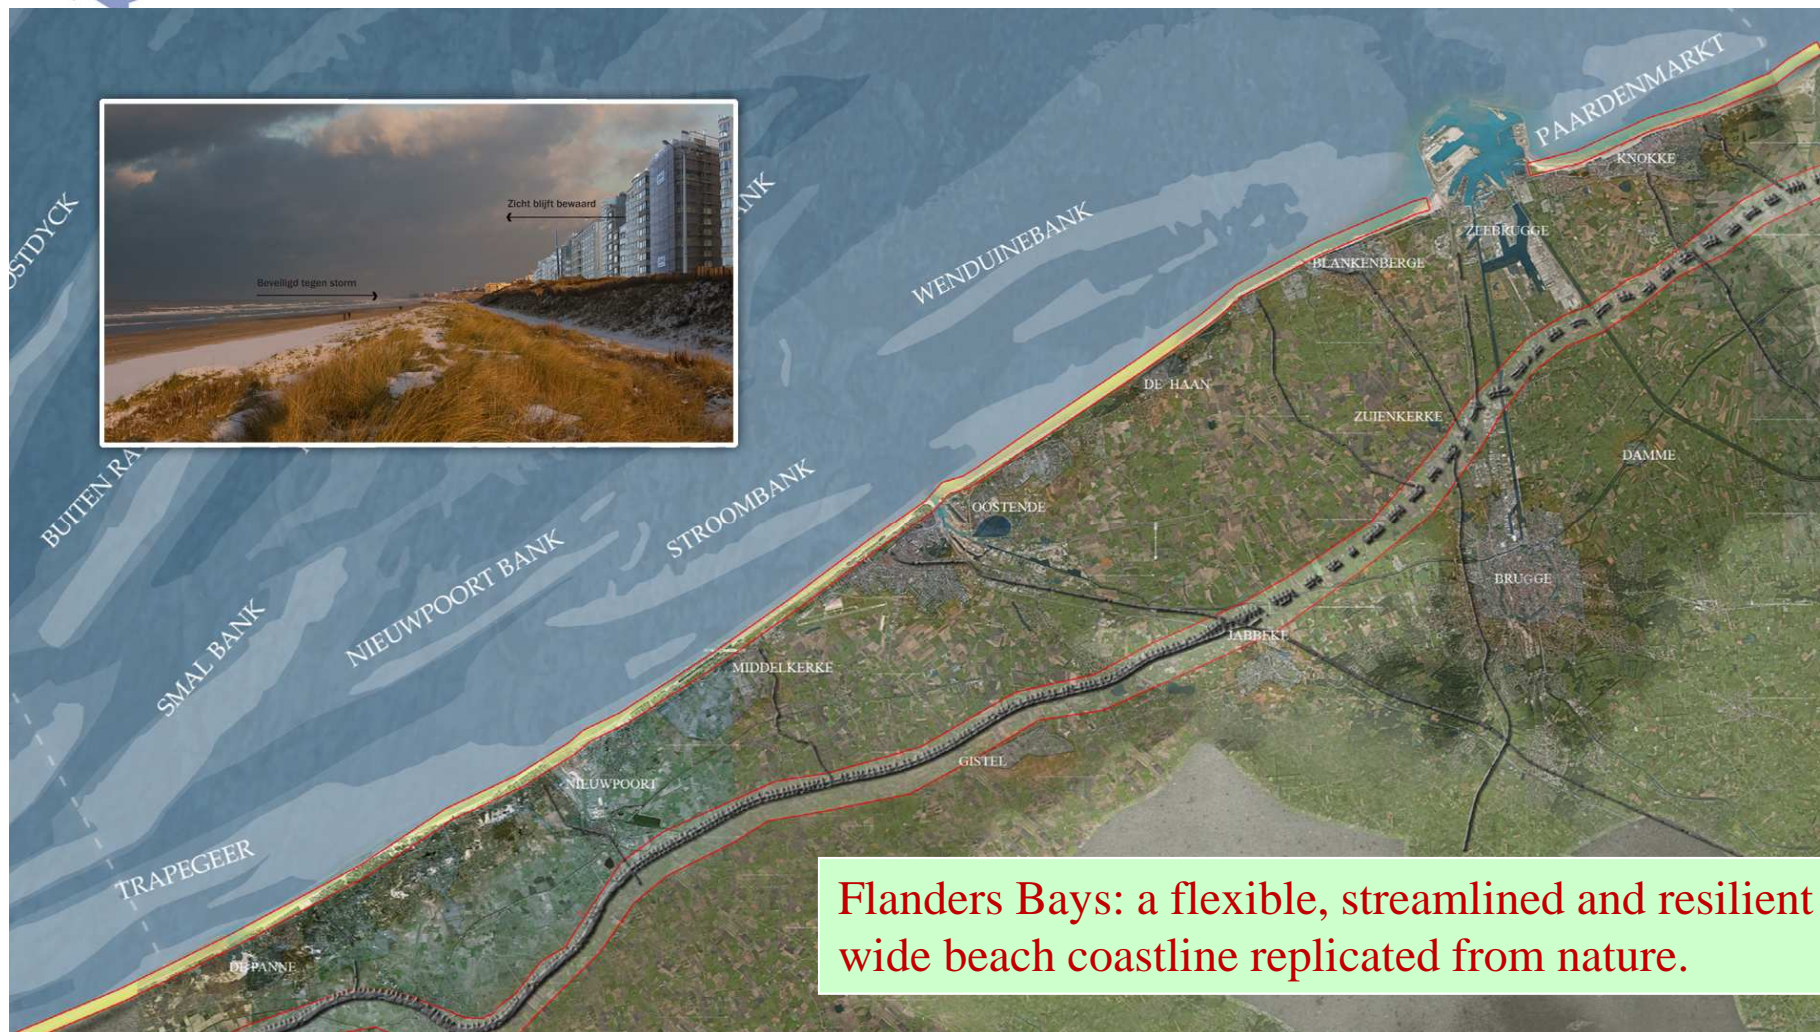 PAARDENMARKT
KNOKKE
Zicht blijft bewaard
ANK
OSTDYCK
WENDUINEBANK
ZEEBRUGGE
BLANKENBERGE
Beveiligd tegen storm
DE HAAN
ZUIENKERKE
DAMME
BUITEN RA
STROOMBANK
OOSTENDE
NIEUWPOORT BANK
BRUGGE
SMAL BANK
JABBEKE
MIDDELKERKE
GISTEL
NIEUWPOORT
TRAPEGEER
DE PANNE
Flanders Bays: a flexible, streamlined and resilient
wide beach coastline replicated from nature.